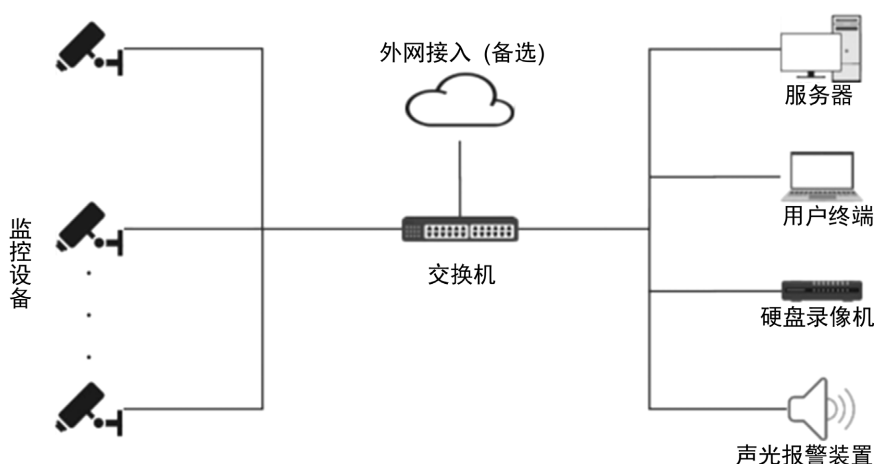 外网接入 (备选)
服务器
用户终端
监控设备
交换机
硬盘录像机
声光报警装置